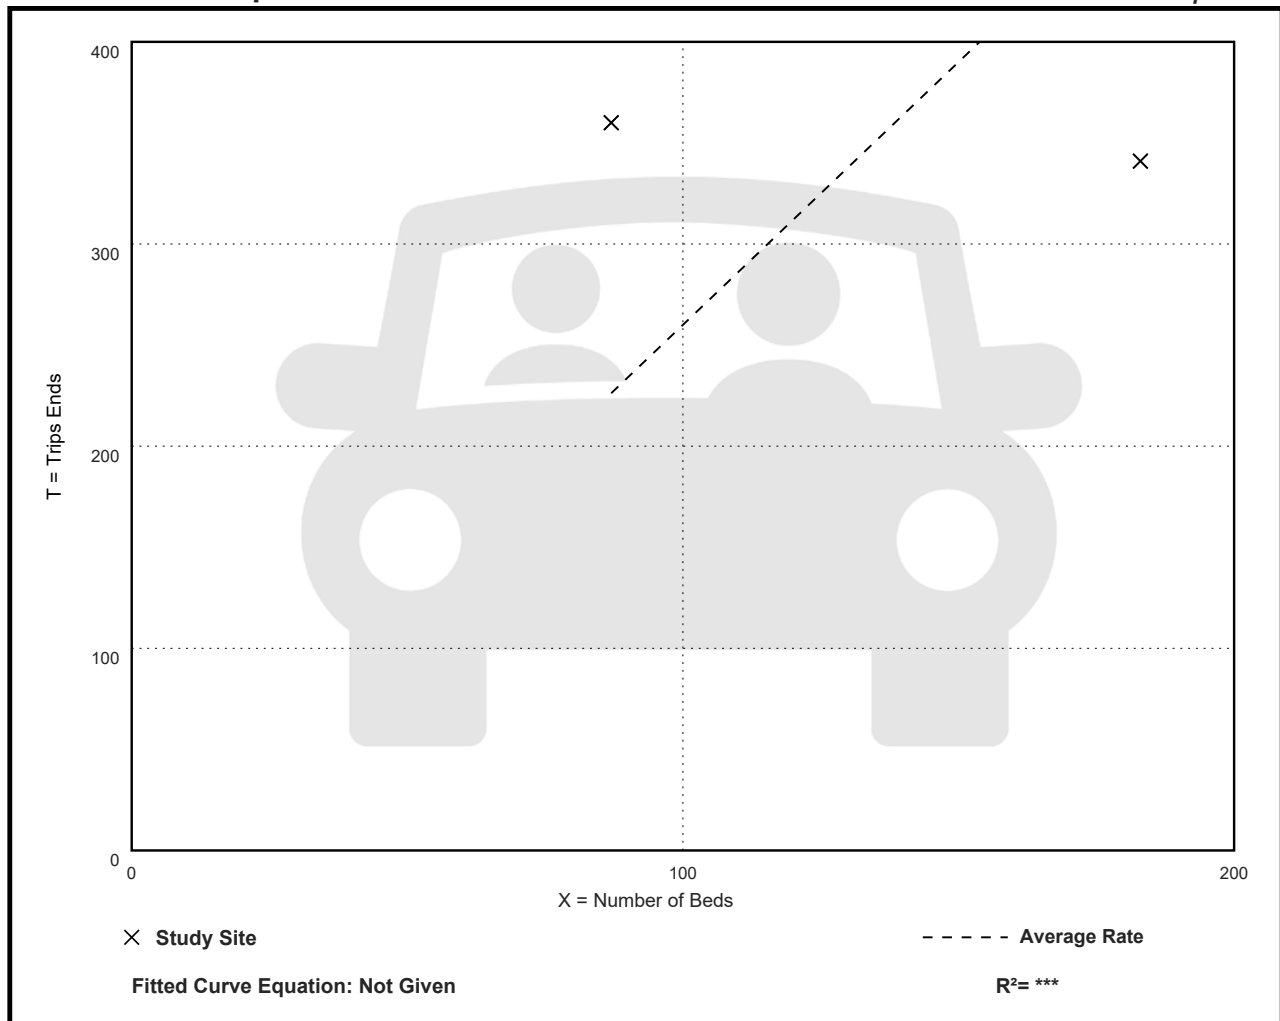 400
300
200
100
0
T = Trips Ends
0 100 200
X = Number of Beds
Study Site Average Rate
Fitted Curve Equation: Not Given R²= ***